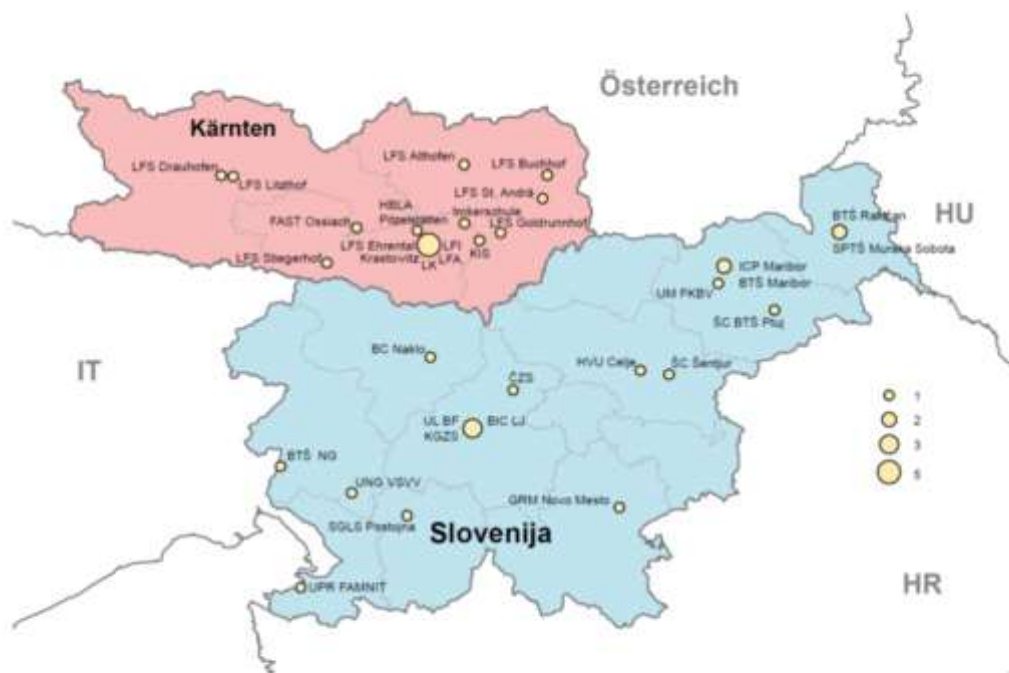 Österreich
Kärnten
LFS Althofen
LFS Buchhof
LFS Drauhofen
LFS Litzlhof
LFS St. Andrä
HBLA
Pitzelstätten
Imkerschule
FAST Ossiach
LFS Goldbrunnhof
BTŠ Rakičan
HU
LFS Ehrental
LFI
KIS
SPTŠ Murska Sobota
LFS Stiegerhof
Krastowitz
LK
LFA
ICP Maribor
UM FKBV
BTŠ Maribor
ŠC BTŠ Ptuj
IT
BC Naklo
HVU Celje
ŠC Šentjur
ČZS
1
UL BF
BIC LJ
2
KGZS
3
BTŠ NG
5
UNG VSVV
GRM Novo Mesto
SGLS Postojna
Slovenija
UPR FAMNIT
HR